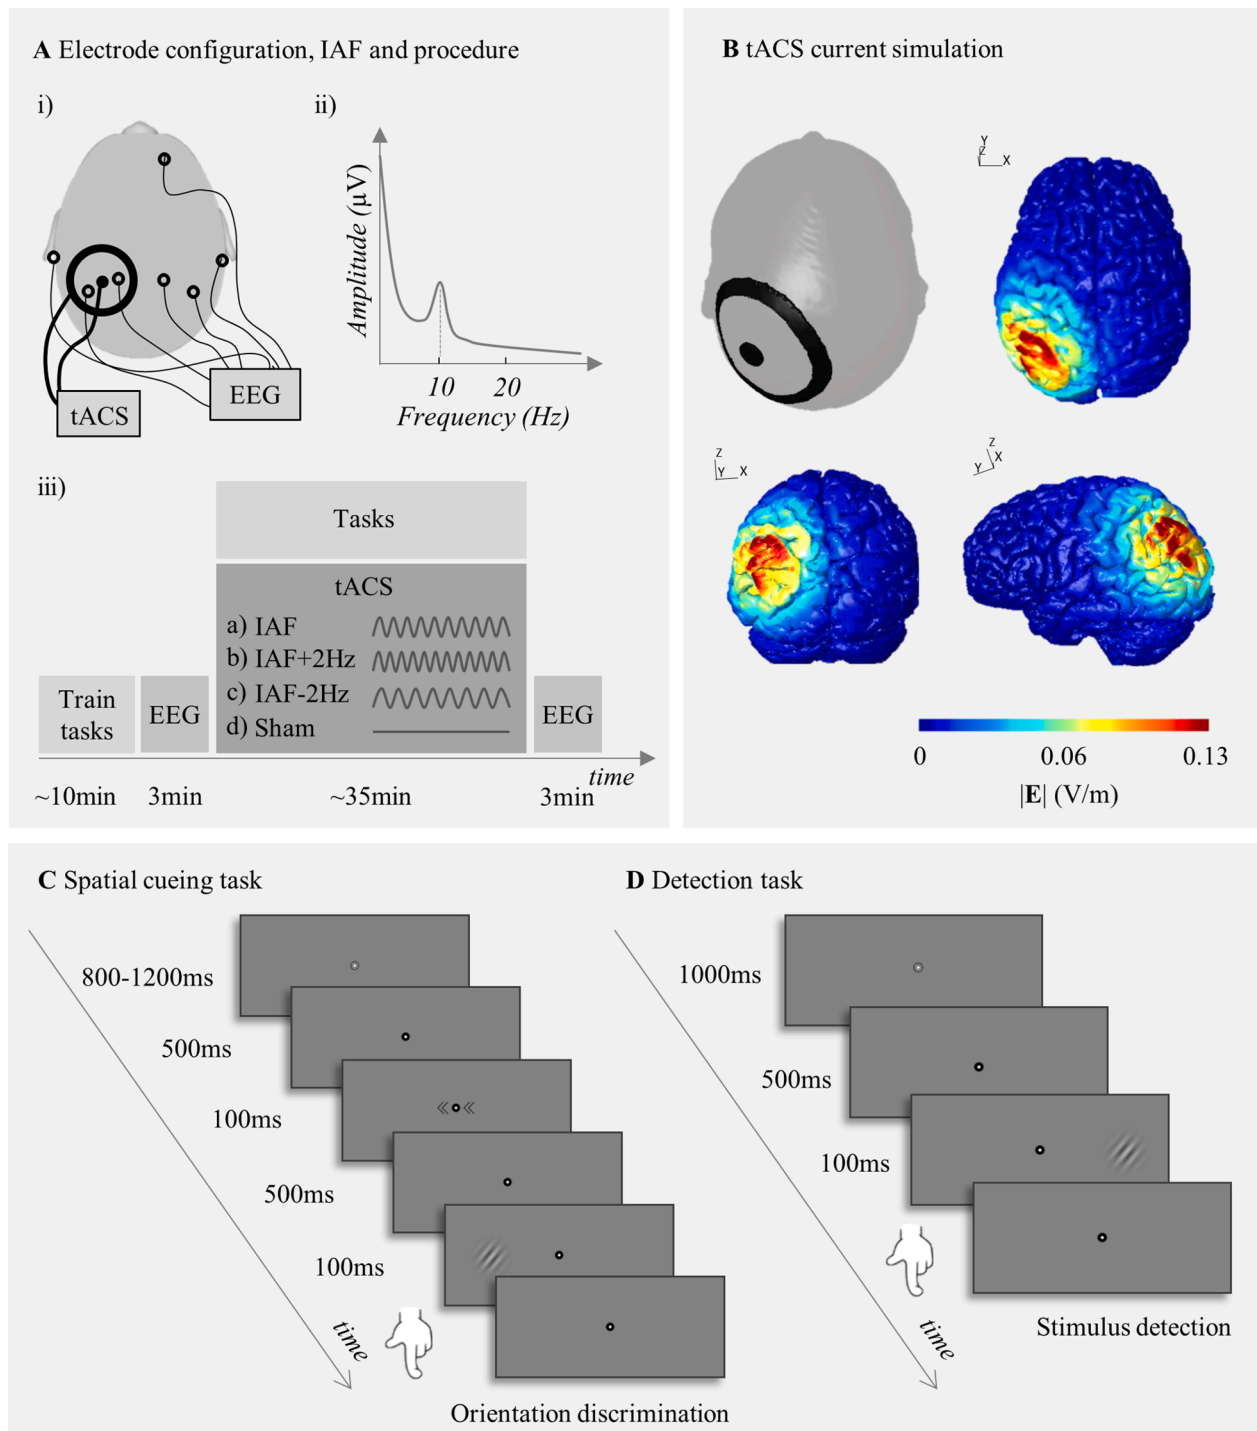 A Electrode configuration, IAF and procedure
i)
ii)
Amplitude (µV)
10 20
Frequency (Hz)
EEG
tACS
iii)
Tasks
tACS
a) IAF
b) IAF+2Hz
c) IAF-2Hz
d) Sham
Train
tasks
EEG
EEG
time
~10min 3min ~35min 3min
B tACS current simulation
Y
Z
X
Z
Y X
Z
X
Y
0 0.06 0.13
|E| (V/m)
C Spatial cueing task
800-1200ms
500ms
100ms
500ms
100ms
time
Orientation discrimination
D Detection task
1000ms
500ms
100ms
time
Stimulus detection